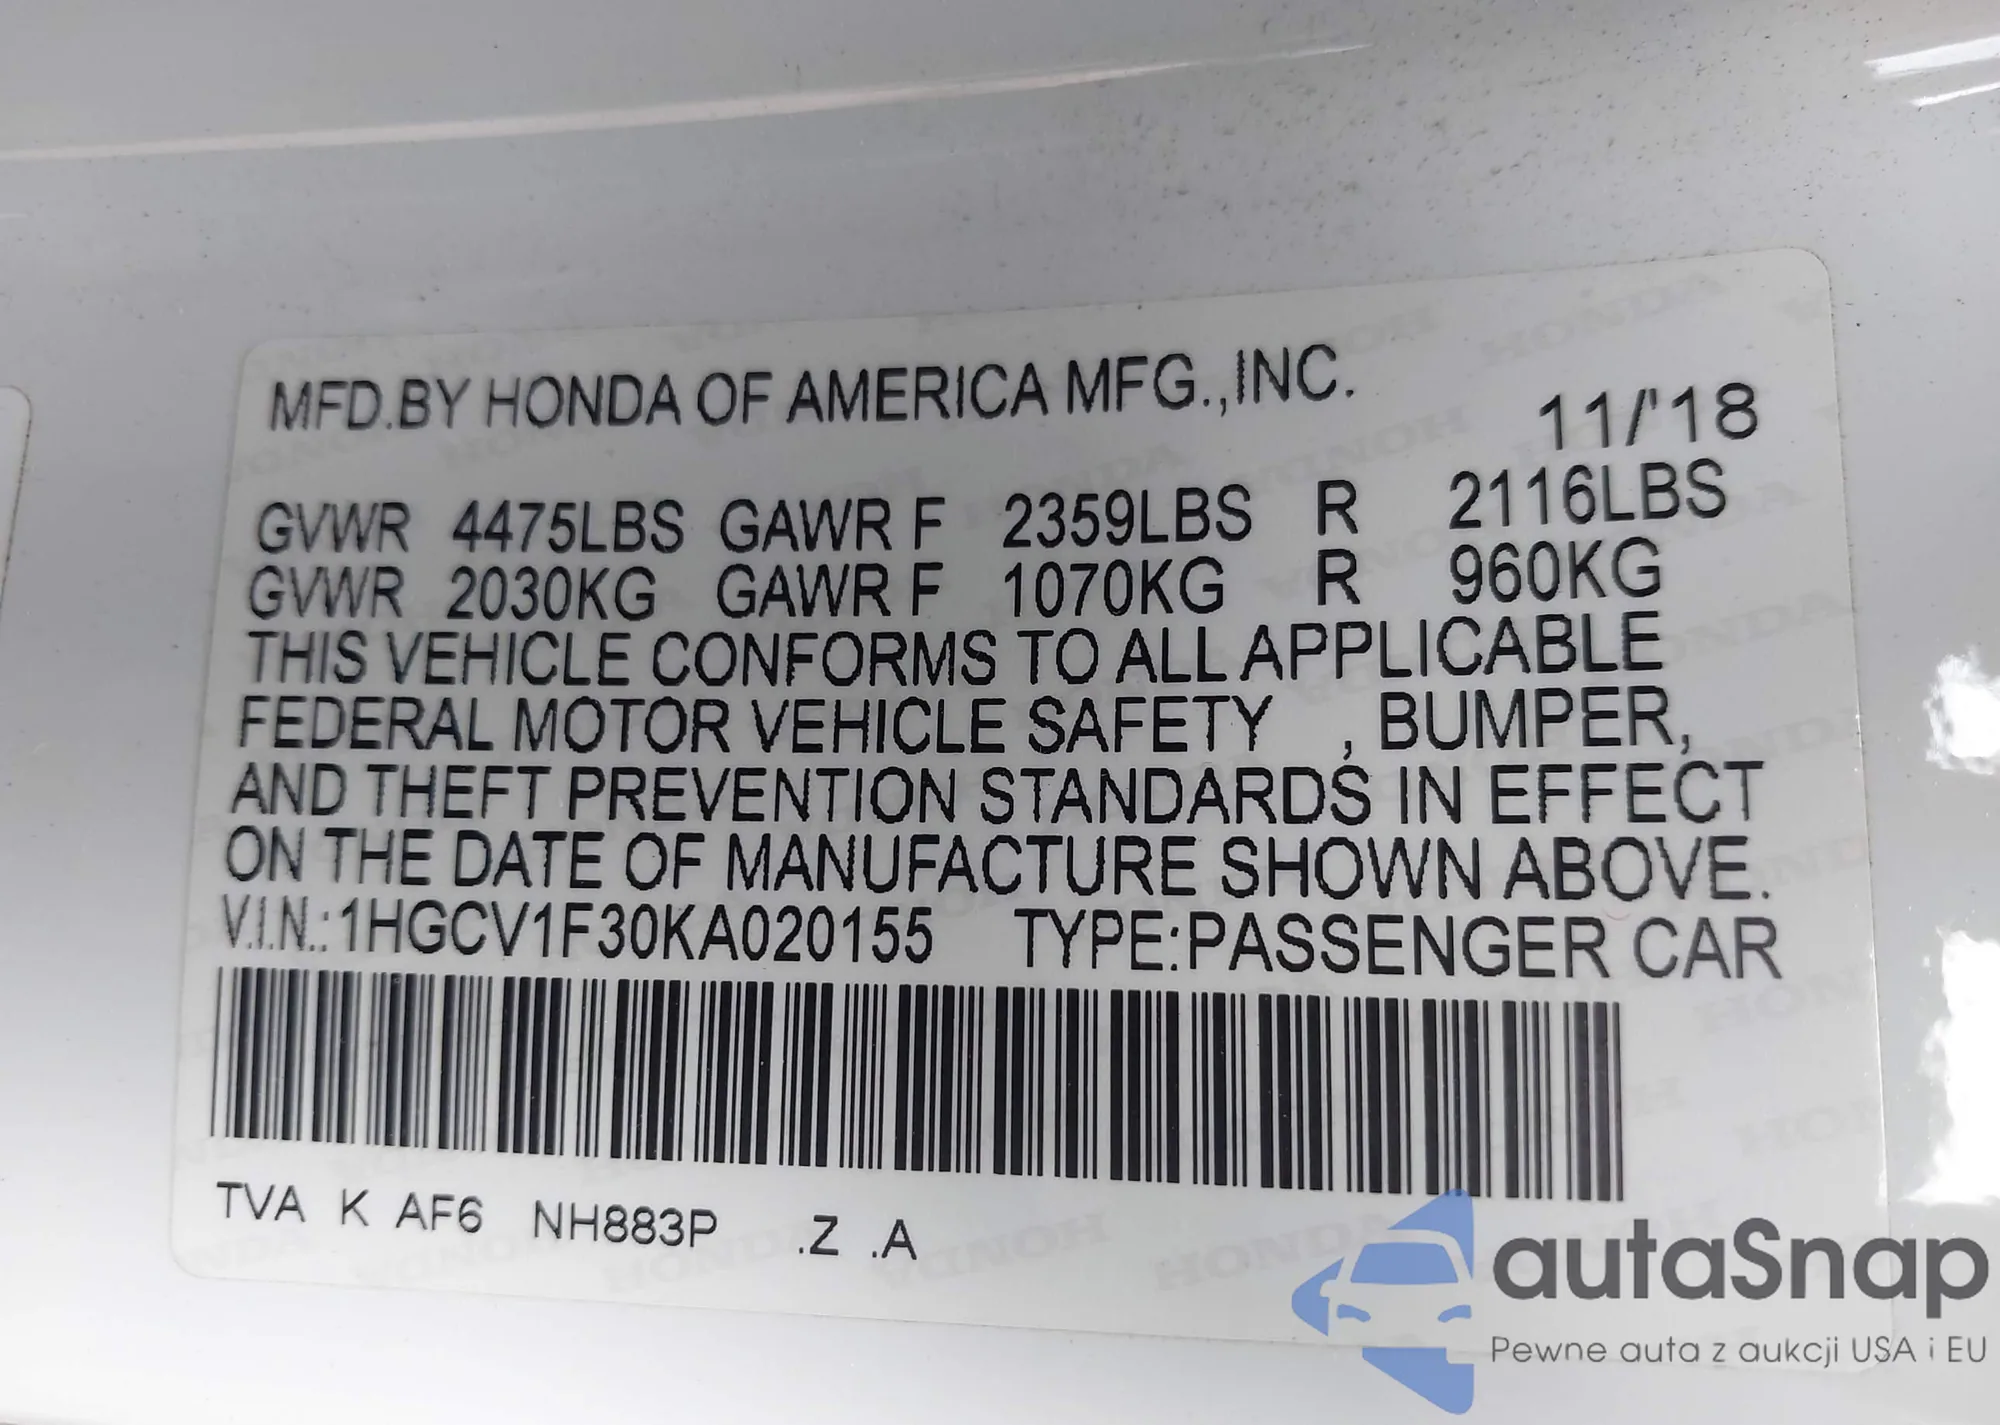 MFD.BY HONDA OF AMERICA MFG.,INC.
11/'18
GVWR 4475LBS GAWR F 2359LBS R 2116LBS
GVWR 2030KG GAWR F 1070KG R 960KG
THIS VEHICLE CONFORMS TO ALL APPLICABLE
FEDERAL MOTOR VEHICLE SAFETY , BUMPER,
AND THEFT PREVENTION STANDARDS IN EFFECT
ON THE DATE OF MANUFACTURE SHOWN ABOVE.
V.I.N.:1HGCV1F30KA020155 TYPE:PASSENGER CAR
TVA K AF6 NH883P .Z .A
autaSnap
Pewne auta z aukcji USA i EU